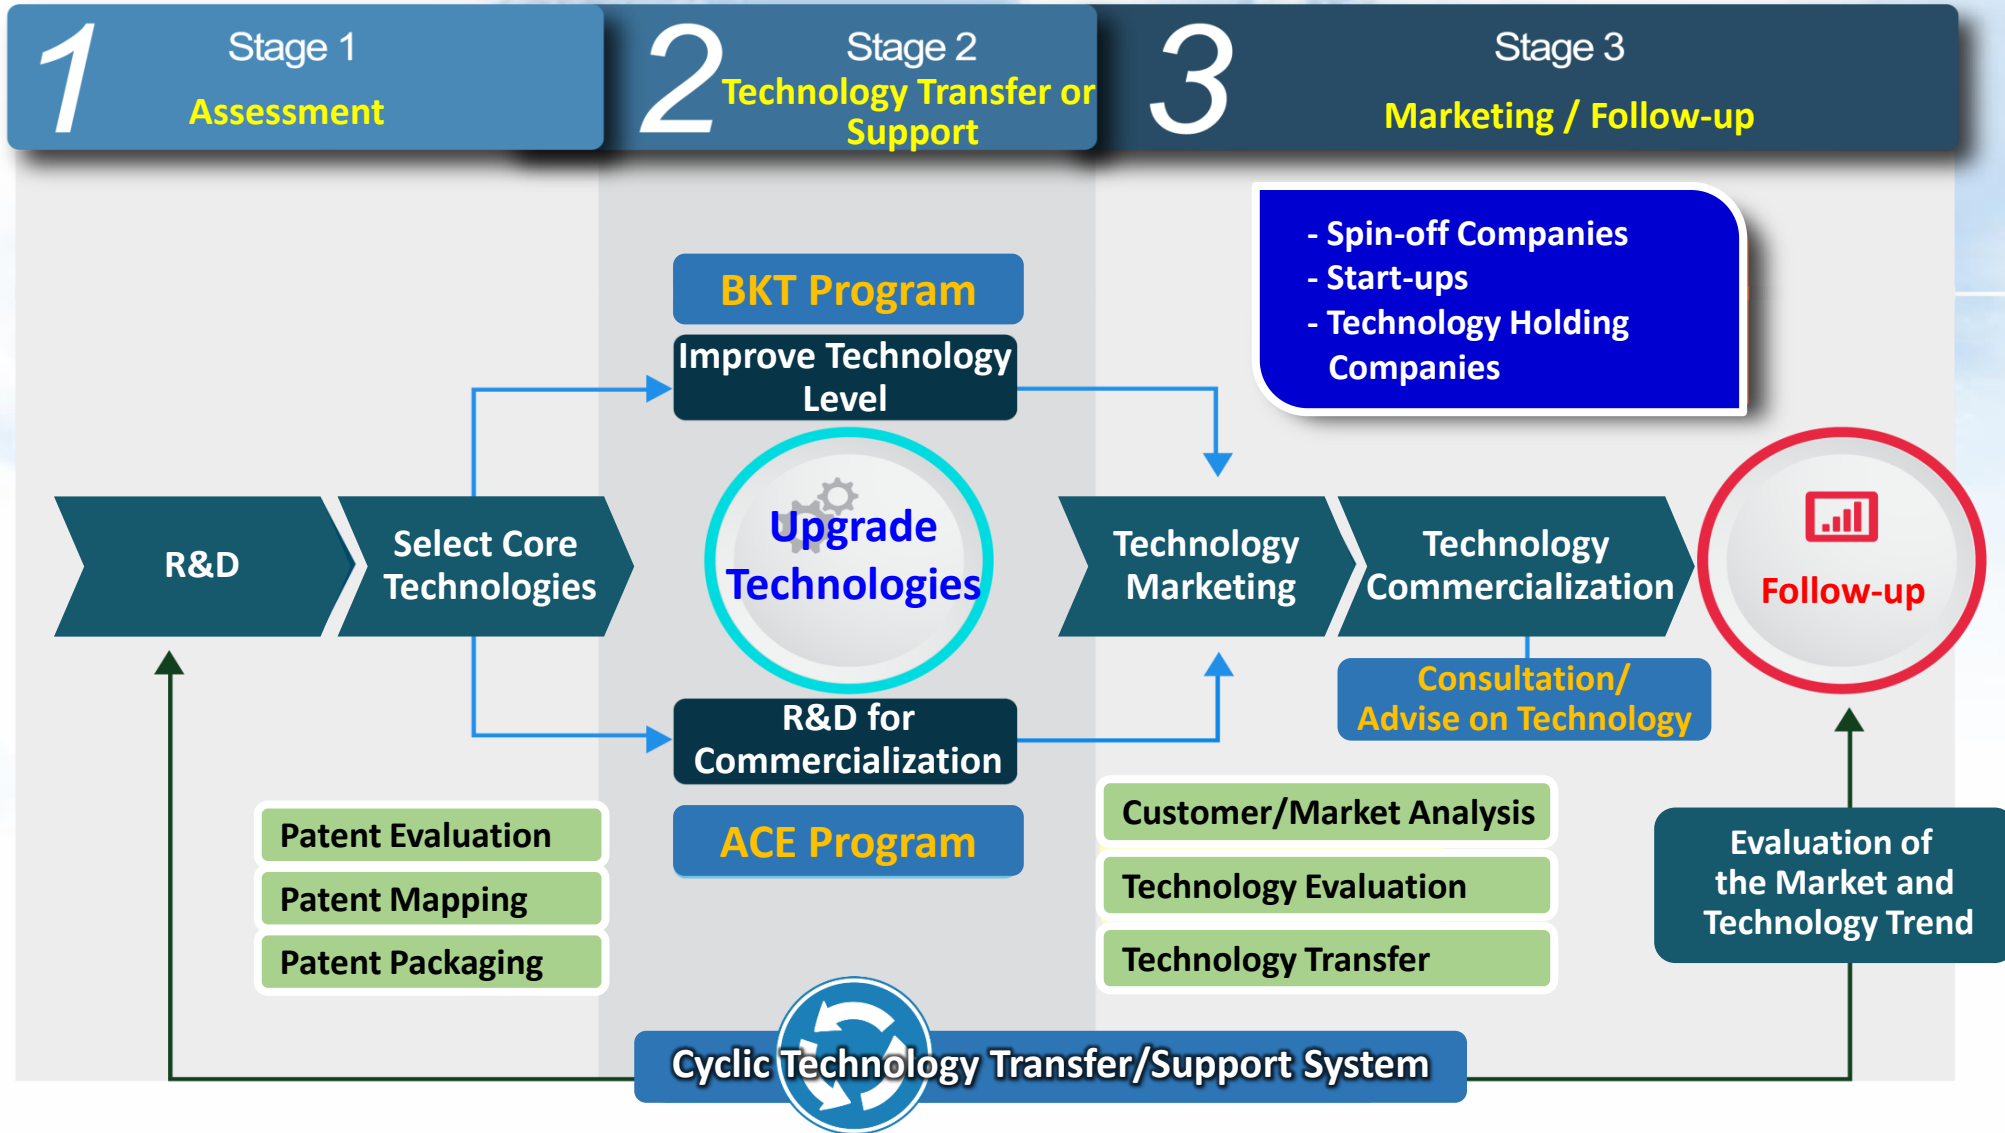 1
Stage 1
Assessment
2
Stage 2
Technology Transfer or
Support
3
Stage 3
Marketing / Follow-up
- Spin-off Companies
- Start-ups
- Technology Holding
Companies
BKT Program
Improve Technology
Level
R&D
Select Core
Technologies
Upgrade
Technologies
Technology
Marketing
Technology
Commercialization
Follow-up
Consultation/
Advise on Technology
R&D for
Commercialization
ACE Program
Patent Evaluation
Patent Mapping
Patent Packaging
Customer/Market Analysis
Technology Evaluation
Technology Transfer
Evaluation of
the Market and
Technology Trend
Cyclic Technology Transfer/Support System